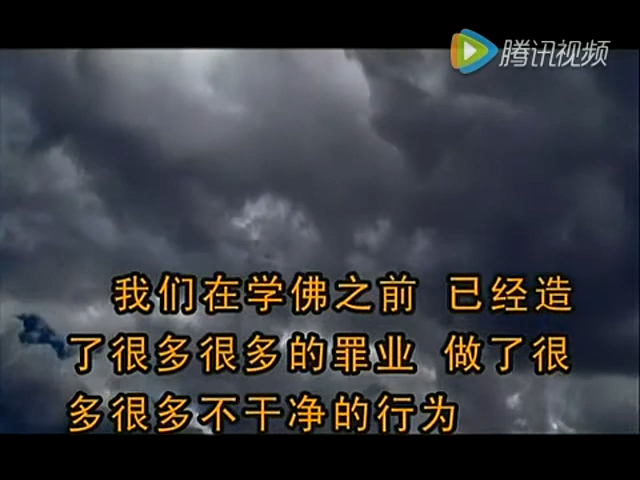 腾讯视频
我们在学佛之前 已经造
了很多很多的罪业 做了很
多很多不干净的行为